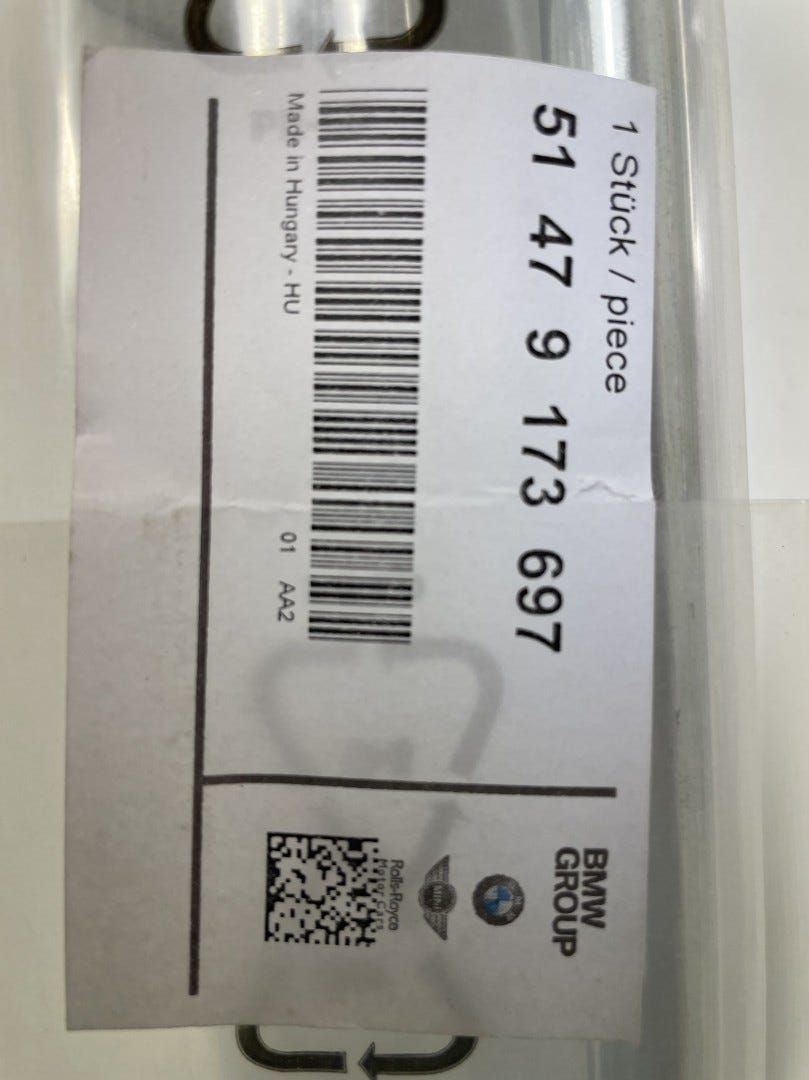 1 Stück / piece
51 47 9 173 697
Made in Hungary - HU
01 AA2
BMW
GROUP
MINI
Rolls-Royce
Motor Cars